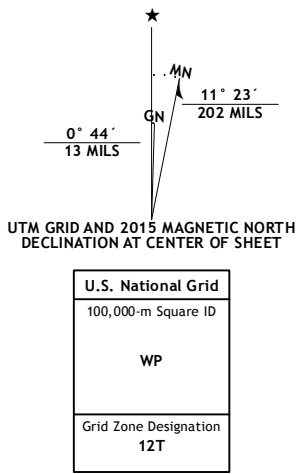 MN
11° 23´
202 MILS
GN
0° 44´
13 MILS
UTM GRID AND 2015 MAGNETIC NORTH
DECLINATION AT CENTER OF SHEET
U.S. National Grid
100,000-m Square ID
WP
Grid Zone Designation
12T